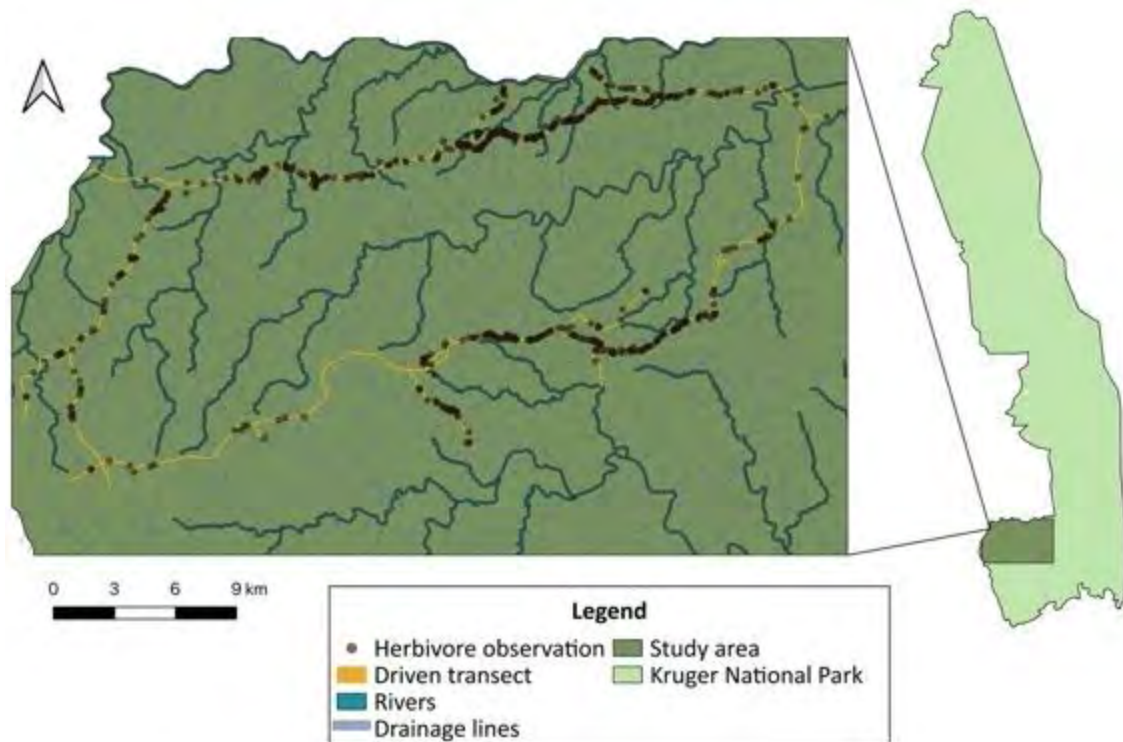 0 3 6 9 km
Legend
Herbivore observation Study area
Driven transect Kruger National Park
Rivers
Drainage lines